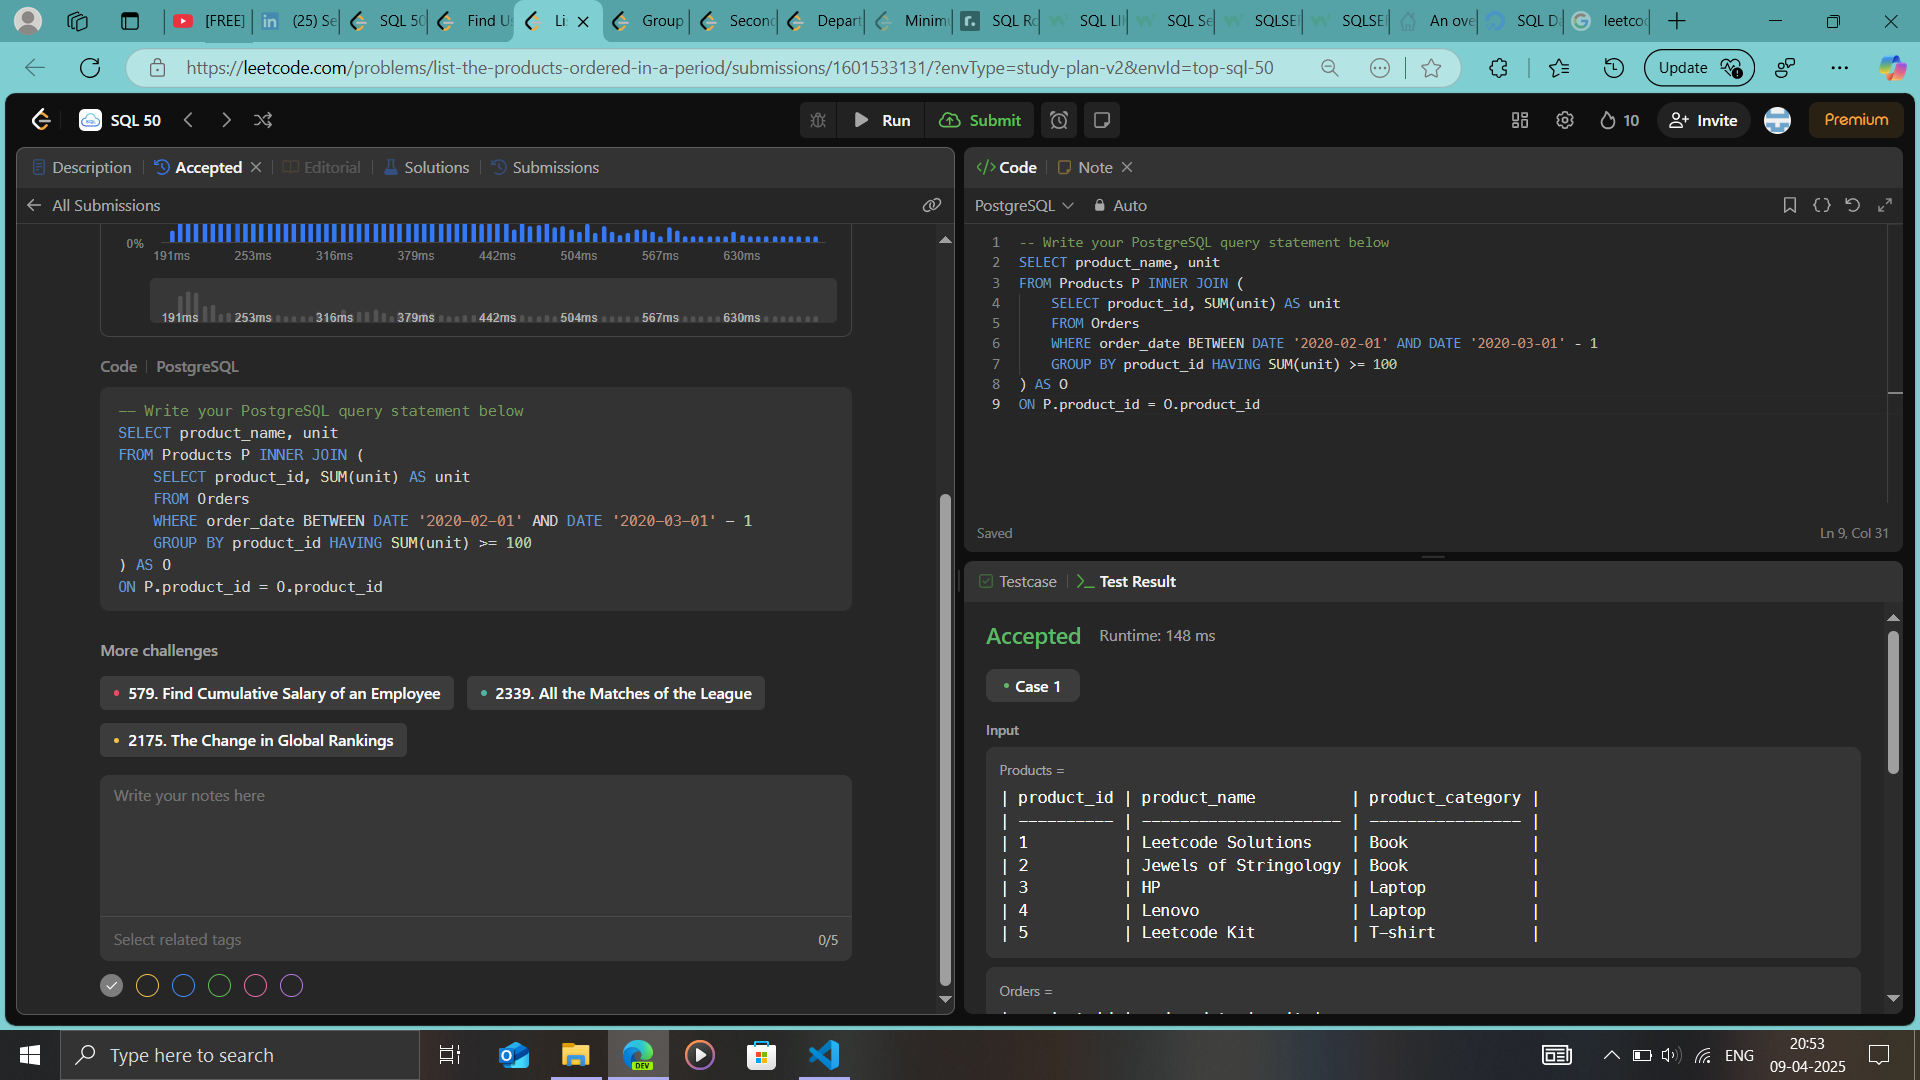 [FREE]
(25) Se
SQL 50
Find Us
Lis
Group
Second
Depart
Minimu
SQL Ro
SQL LIK
SQL Se
SQLSEI
SQLSEI
An ove
SQL Da
leetcod
https://leetcode.com/problems/list-the-products-ordered-in-a-period/submissions/1601533131/?envType=study-plan-v2&envId=top-sql-50
Update
SQL 50
Run
Submit
10
Invite
Premium
Description
Accepted
Editorial
Solutions
Submissions
All Submissions
0%
191ms 253ms 316ms 379ms 442ms 504ms 567ms 630ms
191ms 253ms 316ms 379ms 442ms 504ms 567ms 630ms
Code | PostgreSQL
-- Write your PostgreSQL query statement below
SELECT product_name, unit
FROM Products P INNER JOIN (
SELECT product_id, SUM(unit) AS unit
FROM Orders
WHERE order_date BETWEEN DATE '2020-02-01' AND DATE '2020-03-01' - 1
GROUP BY product_id HAVING SUM(unit) >= 100
) AS O
ON P.product_id = O.product_id
More challenges
579. Find Cumulative Salary of an Employee
2339. All the Matches of the League
2175. The Change in Global Rankings
Write your notes here
Select related tags
0/5
</> Code
Note
PostgreSQL
Auto
1 -- Write your PostgreSQL query statement below
2 SELECT product_name, unit
3 FROM Products P INNER JOIN (
4 SELECT product_id, SUM(unit) AS unit
5 FROM Orders
6 WHERE order_date BETWEEN DATE '2020-02-01' AND DATE '2020-03-01' - 1
7 GROUP BY product_id HAVING SUM(unit) >= 100
8 ) AS O
9 ON P.product_id = O.product_id
Saved
Ln 9, Col 31
Testcase
Test Result
Accepted
Runtime: 148 ms
Case 1
Input
Products =
| product_id | product_name | product_category |
| ---------- | --------------------- | ---------------- |
| 1 | Leetcode Solutions | Book |
| 2 | Jewels of Stringology | Book |
| 3 | HP | Laptop |
| 4 | Lenovo | Laptop |
| 5 | Leetcode Kit | T-shirt |
Orders =
Type here to search
DEV
ENG
20:53
09-04-2025